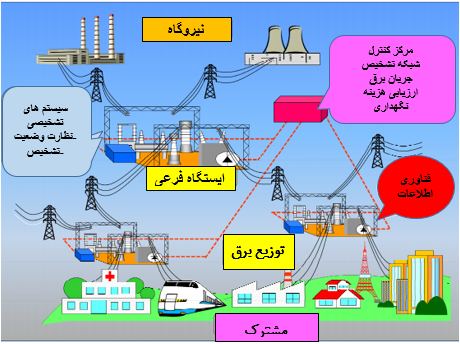 نیروگاه
مرکز کنترل
شبکه تشخیص
جریان برق
ارزیابی هزینه
نگهداری
سیستم های
تشخیصی
-نظارت وضعیت
-تشخیص
ایستگاه فرعی
فناوری
اطلاعات
توزیع برق
مشترک